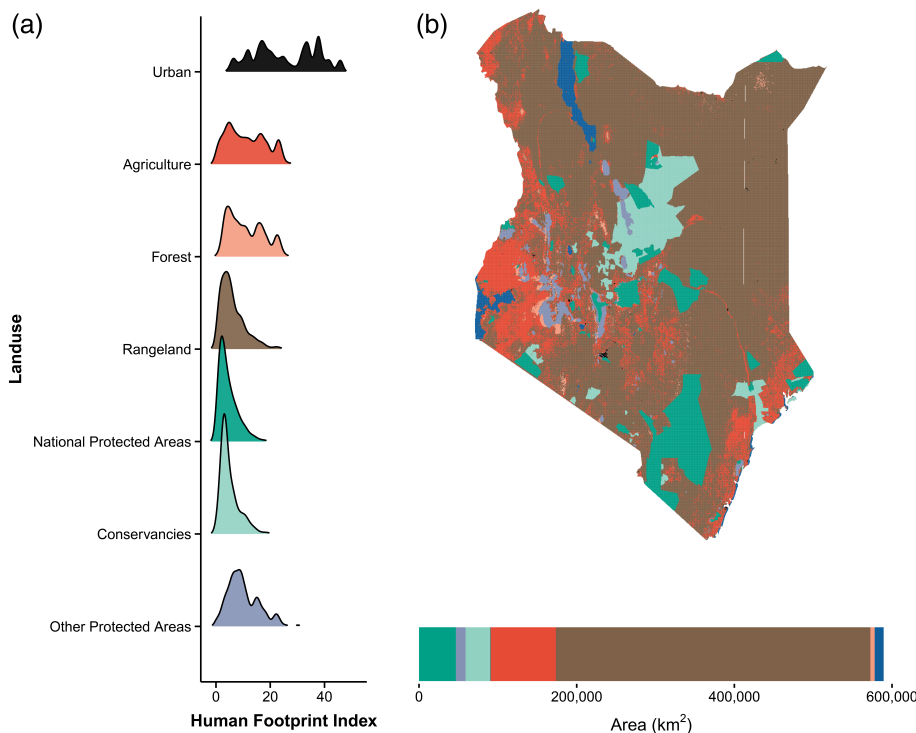 (a)
Landuse
Urban
Agriculture
Forest
Rangeland
National Protected Areas
Conservancies
Other Protected Areas
0 20 40
Human Footprint Index
(b)
0 200,000 400,000 600,000
Area (km²)